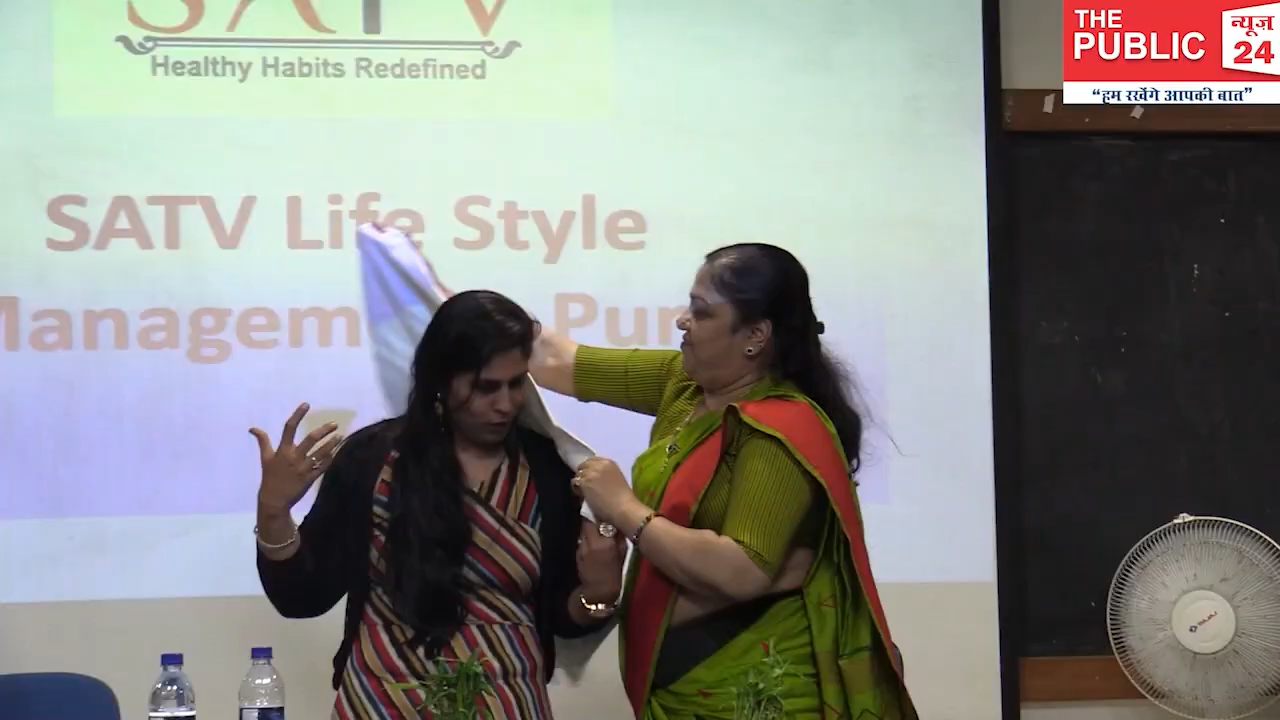 SATV
Healthy Habits Redefined
SATV Life Style
Managem Pun
THE
PUBLIC
न्यूज़
24
“हम रखेंगे आपकी बात”
BAJAJ